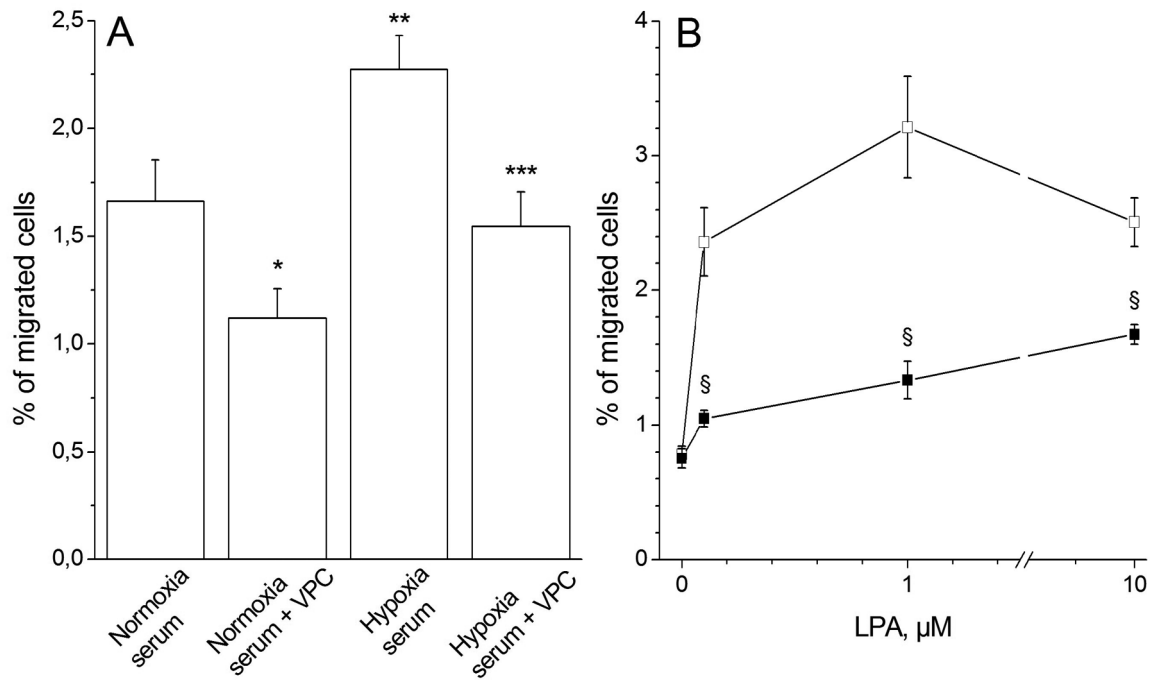 A
% of migrated cells
2,5
2,0
1,5
1,0
0,5
0,0
*
**
***
Normoxia
serum
Normoxia
serum + VPC
Hypoxia
serum
Hypoxia
serum + VPC
B
% of migrated cells
4
3
2
1
0
§
§
§
0
1
10
LPA, µM